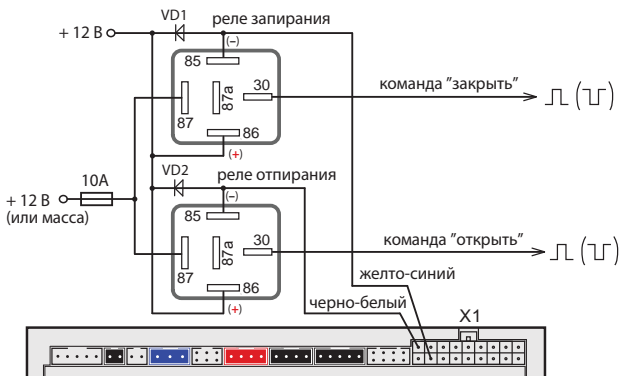 VD1
реле запирания
+ 12 В
(–)
85
30
87a
команда "закрыть"
87
86
(+)
10A
VD2
реле отпирания
+ 12 В
(или масса)
(–)
85
30
87a
команда "открыть"
87
86
(+)
желто-синий
черно-белый
X1